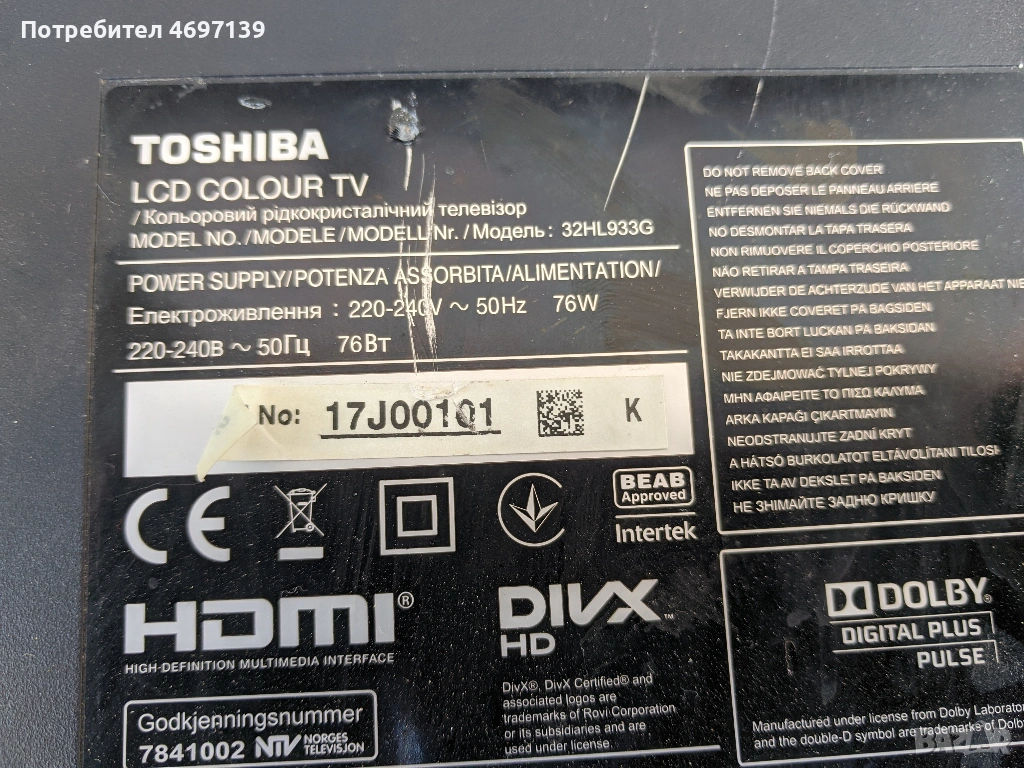 Потребител 4697139
TOSHIBA
LCD COLOUR TV
/Кольоровий рідкокристалічний телевізор
MODEL NO./MODELE/MODELL Nr./Модель: 32HL933G
POWER SUPPLY/POTENZA ASSORBITA/ALIMENTATION/
Електроживлення : 220-240V ~ 50Hz 76W
220-240В ~ 50Гц 76Вт
No: 17J00101 K
CE
BEAB
Approved
Intertek
HDMI®
HIGH-DEFINITION MULTIMEDIA INTERFACE
DIVX™
HD
DivX®, DivX Certified® and
associated logos are
trademarks of Rovi Corporation
or its subsidiaries and are
used under license.
Godkjenningsnummer
7841002 NTV NORGES
TELEVISJON
DO NOT REMOVE BACK COVER
NE PAS DEPOSER LE PANNEAU ARRIERE
ENTFERNEN SIE NIEMALS DIE RÜCKWAND
NO DESMONTAR LA TAPA TRASERA
NON RIMUOVERE IL COPERCHIO POSTERIORE
NÃO RETIRAR A TAMPA TRASEIRA
VERWIJDER DE ACHTERZIJDE VAN HET APPARAAT NIE
FJERN IKKE COVERET PÅ BAGSIDEN
TA INTE BORT LUCKAN PÅ BAKSIDAN
TAKAKANTTA EI SAA IRROTTAA
NIE ZDEJMOWAĆ TYLNEJ POKRYWY
ΜΗΝ ΑΦΑΙΡΕΙΤΕ ΤΟ ΠΙΣΩ ΚΑΛΥΜΑ
ARKA KAPAĞI ÇIKARTMAYIN
NEODSTRANUJTE ZADNÍ KRYT
A HÁTSÓ BURKOLATOT ELTÁVOLÍTANI TILOS!
IKKE TA AV DEKSLET PÅ BAKSIDEN
НЕ ЗНІМАЙТЕ ЗАДНЮ КРИШКУ
DOLBY®
DIGITAL PLUS
PULSE
Manufactured under license from Dolby Laborator
and the double-D symbol are trademarks of Dolb